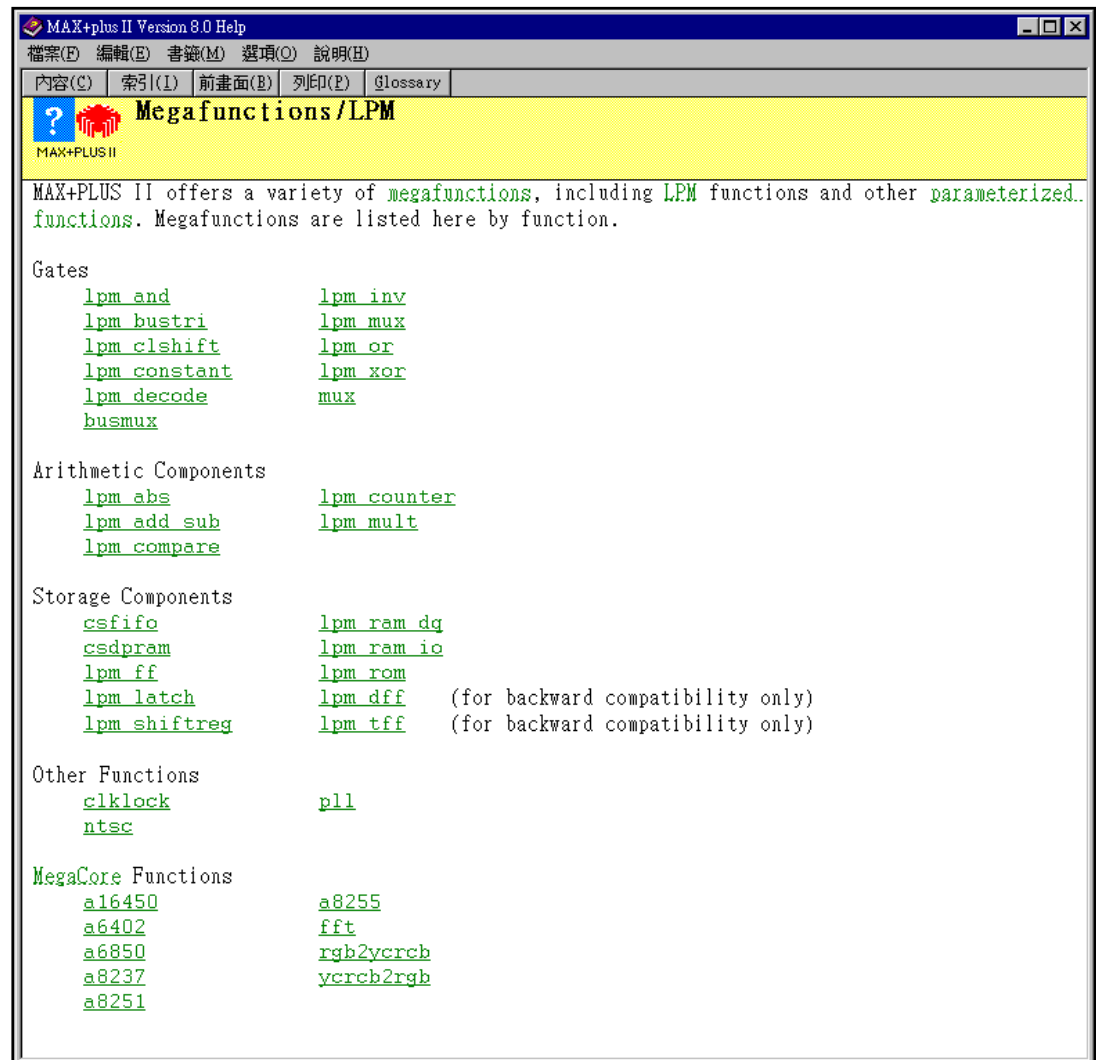 MAX+plus II Version 8.0 Help
檔案(F) 編輯(E) 書籤(M) 選項(O) 說明(H)
內容(C) 索引(I) 前畫面(B) 列印(P) Glossary
? Megafunctions/LPM
MAX+PLUS II
MAX+PLUS II offers a variety of megafunctions, including LPM functions and other parameterized
functions. Megafunctions are listed here by function.
Gates
lpm_and lpm_inv
lpm_bustri lpm_mux
lpm_clshift lpm_or
lpm_constant lpm_xor
lpm_decode mux
busmux
Arithmetic Components
lpm_abs lpm_counter
lpm_add_sub lpm_mult
lpm_compare
Storage Components
csfifo lpm_ram_dq
csdpram lpm_ram_io
lpm_ff lpm_rom
lpm_latch lpm_dff (for backward compatibility only)
lpm_shiftreg lpm_tff (for backward compatibility only)
Other Functions
clklock pll
ntsc
MegaCore Functions
a16450 a8255
a6402 fft
a6850 rgb2ycrcb
a8237 ycrcb2rgb
a8251